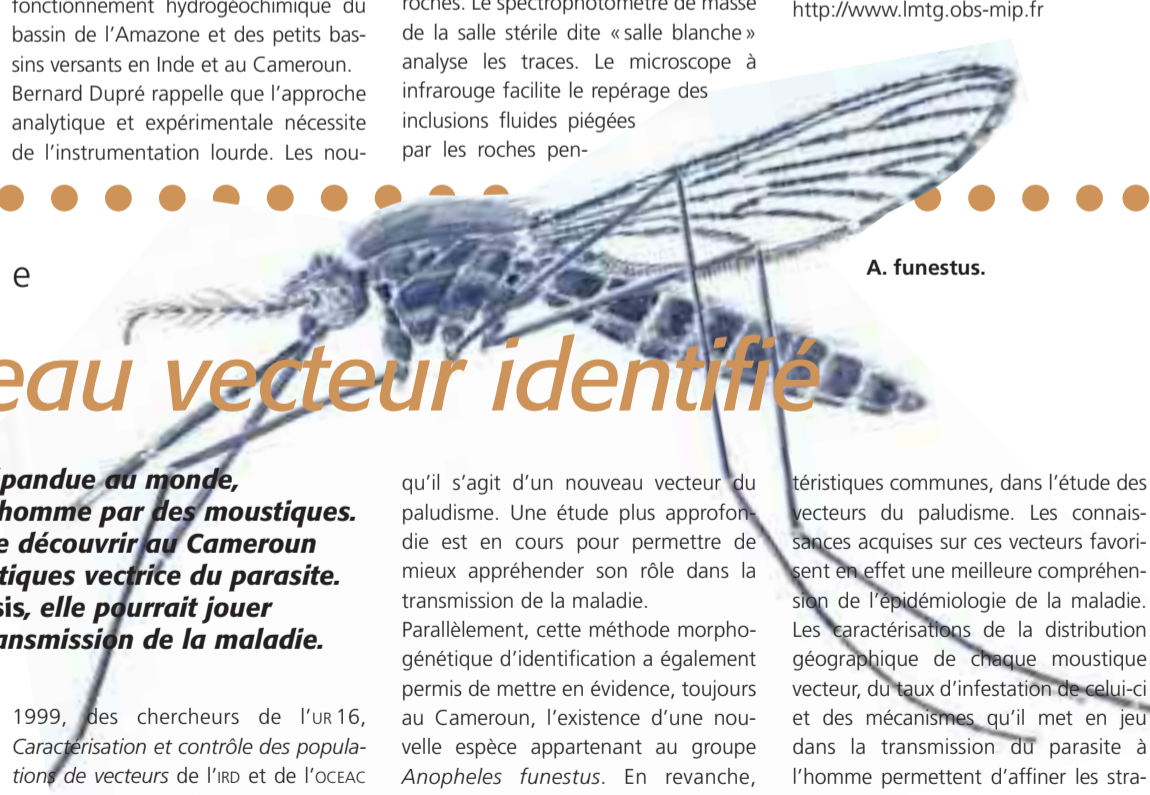 fonctionnement hydrogéochimique du
bassin de l'Amazone et des petits bas-
sins versants en Inde et au Cameroun.
Bernard Dupré rappelle que l'approche
analytique et expérimentale nécessite
de l'instrumentation lourde. Les nou-
roches. Le spectrophotomètre de masse
de la salle stérile dite « salle blanche »
analyse les traces. Le microscope à
infrarouge facilite le repérage des
inclusions fluides piégées
par les roches pen-
http://www.lmtg.obs-mip.fr
e
A. funestus.
eau vecteur identifié
pandue au monde,
homme par des moustiques.
e découvrir au Cameroun
tiques vectrice du parasite.
sis, elle pourrait jouer
ansmission de la maladie.
1999, des chercheurs de l'UR 16,
Caractérisation et contrôle des popula-
tions de vecteurs de l'IRD et de l'OCEAC
qu'il s'agit d'un nouveau vecteur du
paludisme. Une étude plus approfon-
die est en cours pour permettre de
mieux appréhender son rôle dans la
transmission de la maladie.
Parallèlement, cette méthode morpho-
génétique d'identification a également
permis de mettre en évidence, toujours
au Cameroun, l'existence d'une nou-
velle espèce appartenant au groupe
Anopheles funestus. En revanche,
téristiques communes, dans l'étude des
vecteurs du paludisme. Les connais-
sances acquises sur ces vecteurs favori-
sent en effet une meilleure compréhen-
sion de l'épidémiologie de la maladie.
Les caractérisations de la distribution
géographique de chaque moustique
vecteur, du taux d'infestation de celui-ci
et des mécanismes qu'il met en jeu
dans la transmission du parasite à
l'homme permettent d'affiner les stra-